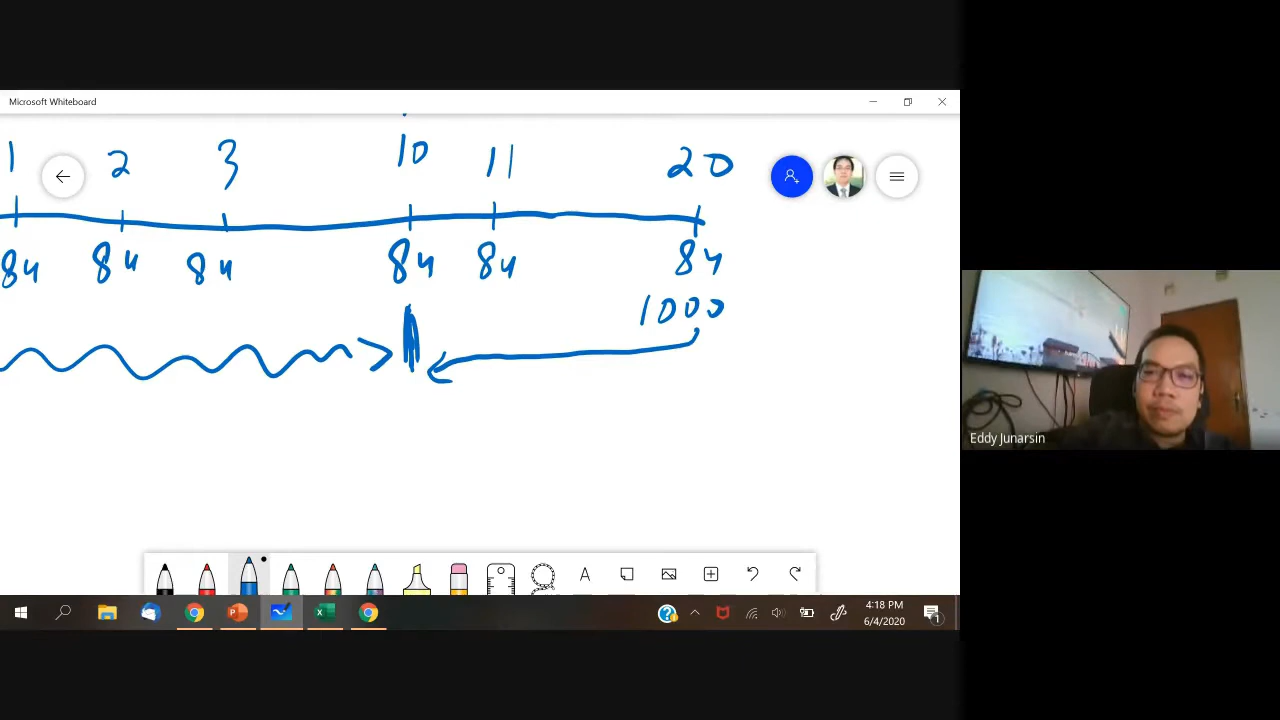 Microsoft Whiteboard
1 2 3 10 11 20
84 84 84 84 84 84
1000
Eddy Junarsin
A
4:18 PM
6/4/2020
1